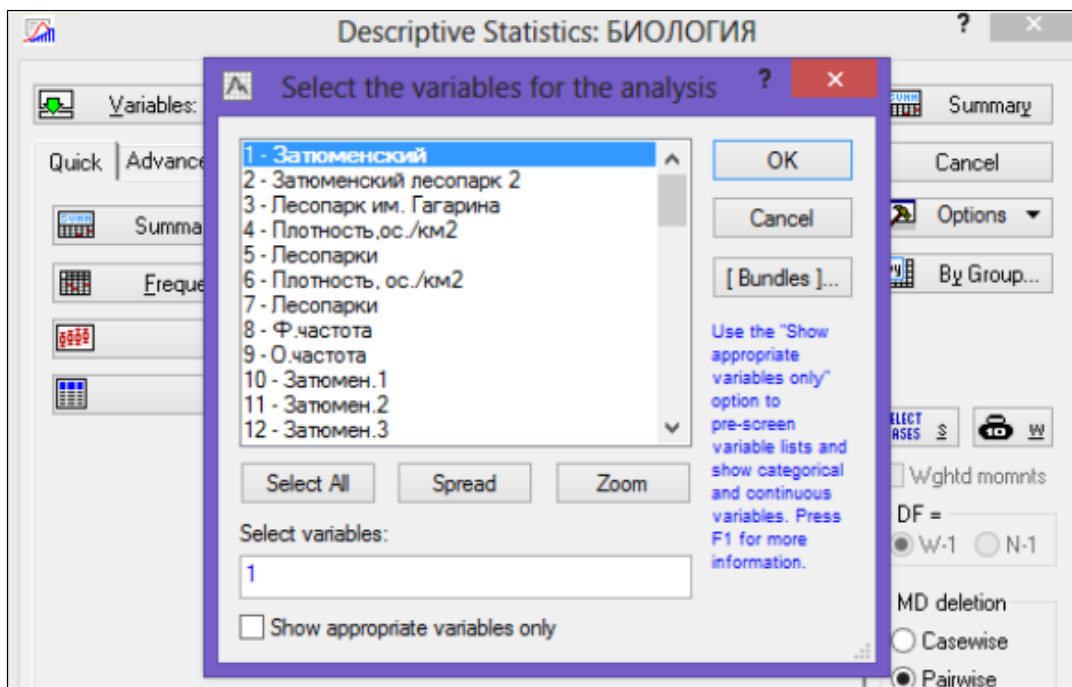 Descriptive Statistics: БИОЛОГИЯ
?
Variables:
Quick
Advance
Summa
Freque
Select the variables for the analysis
?
1 - Затюменский
2 - Затюменский лесопарк 2
3 - Лесопарк им. Гагарина
4 - Плотность,ос./км2
5 - Лесопарки
6 - Плотность, ос./км2
7 - Лесопарки
8 - Ф.частота
9 - О.частота
10 - Затюмен.1
11 - Затюмен.2
12 - Затюмен.3
OK
Cancel
[ Bundles ]...
Use the "Show
appropriate
variables only"
option to
pre-screen
variable lists and
show categorical
and continuous
variables. Press
F1 for more
information.
Select All
Spread
Zoom
Select variables:
1
Show appropriate variables only
Summary
Cancel
Options
By Group...
S
W
Wghtd momnts
DF =
W-1
N-1
MD deletion
Casewise
Pairwise